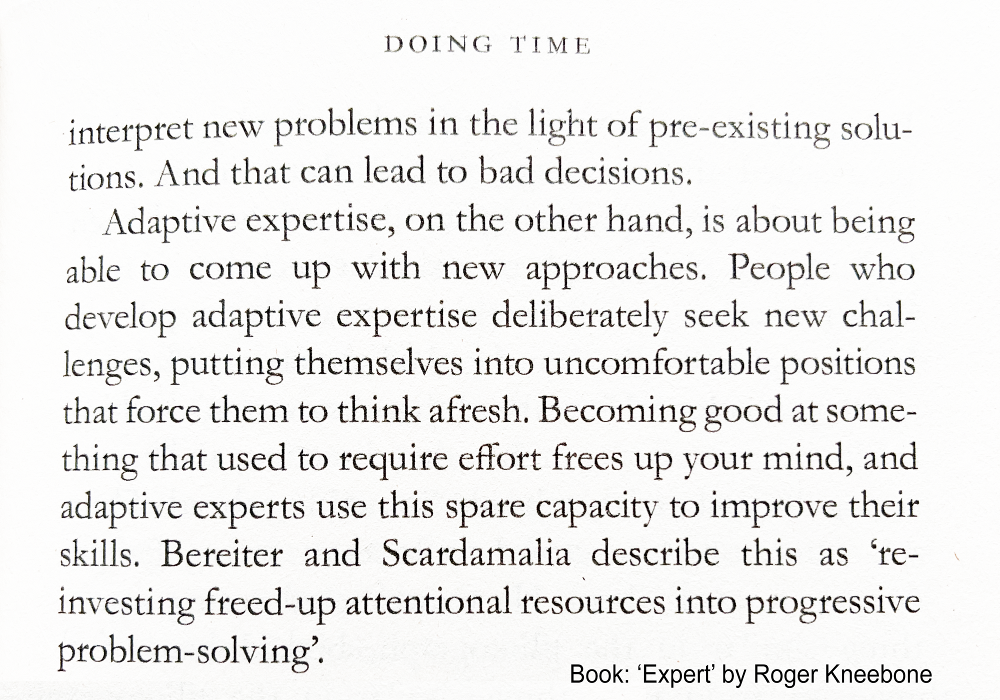 DOING TIME
interpret new problems in the light of pre-existing solu-
tions. And that can lead to bad decisions.
Adaptive expertise, on the other hand, is about being
able to come up with new approaches. People who
develop adaptive expertise deliberately seek new chal-
lenges, putting themselves into uncomfortable positions
that force them to think afresh. Becoming good at some-
thing that used to require effort frees up your mind, and
adaptive experts use this spare capacity to improve their
skills. Bereiter and Scardamalia describe this as ‘re-
investing freed-up attentional resources into progressive
problem-solving’.
Book: ‘Expert’ by Roger Kneebone